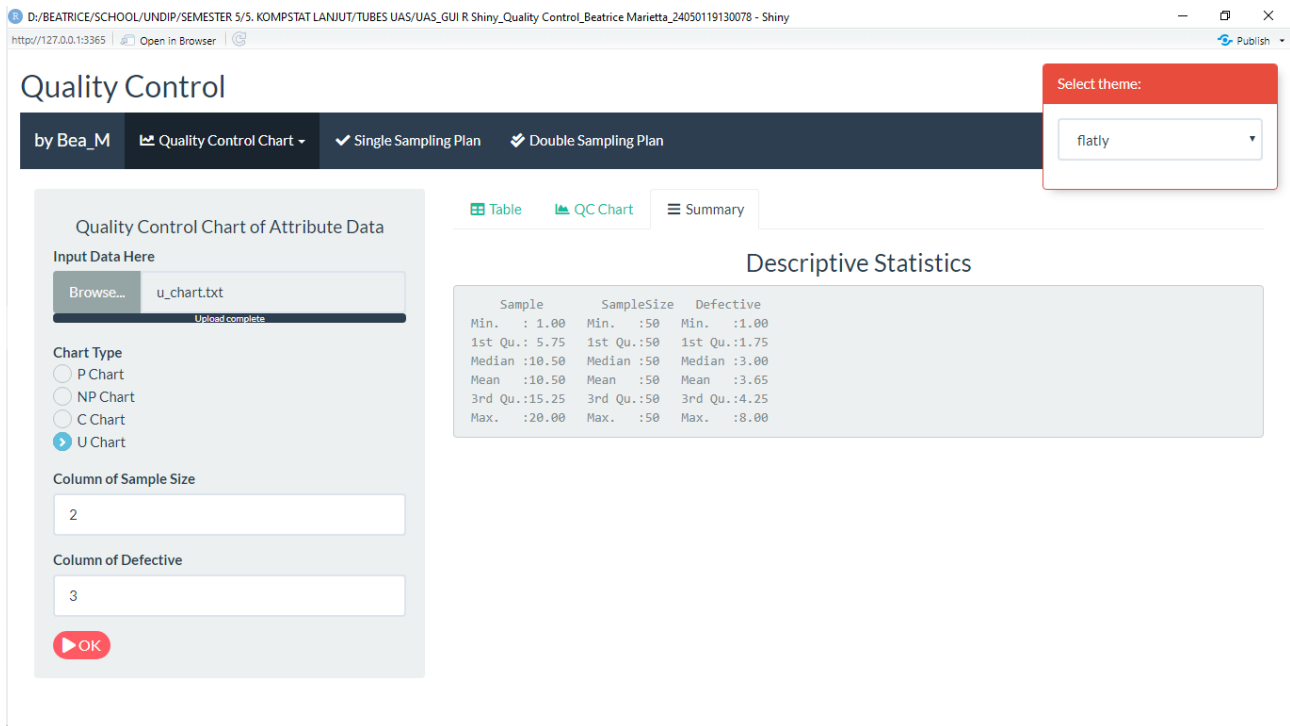 D:/BEATRICE/SCHOOL/UNDIP/SEMESTER 5/5. KOMPSTAT LANJUT/TUBES UAS/UAS_GUI R Shiny_Quality Control_Beatrice Marietta_24050119130078 - Shiny
http://127.0.0.1:3365 Open in Browser Publish
Quality Control
Select theme:
flatly
by Bea_M Quality Control Chart Single Sampling Plan Double Sampling Plan
Quality Control Chart of Attribute Data
Input Data Here
Browse... u_chart.txt
Upload complete
Chart Type
P Chart
NP Chart
C Chart
U Chart
Column of Sample Size
2
Column of Defective
3
OK
Table QC Chart Summary
Descriptive Statistics
Sample SampleSize Defective
Min. : 1.00 Min. :50 Min. :1.00
1st Qu.: 5.75 1st Qu.:50 1st Qu.:1.75
Median :10.50 Median :50 Median :3.00
Mean :10.50 Mean :50 Mean :3.65
3rd Qu.:15.25 3rd Qu.:50 3rd Qu.:4.25
Max. :20.00 Max. :50 Max. :8.00